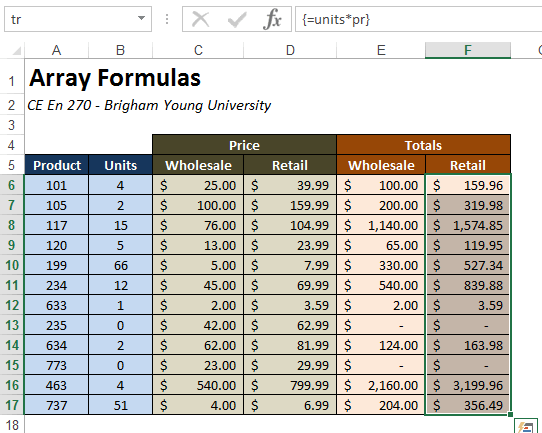 tr fx {=units*pr}
A B C D E F
1 Array Formulas
2 CE En 270 - Brigham Young University
3
4 Price Totals
5 Product Units Wholesale Retail Wholesale Retail
6 101 4 $ 25.00 $ 39.99 $ 100.00 $ 159.96
7 105 2 $ 100.00 $ 159.99 $ 200.00 $ 319.98
8 117 15 $ 76.00 $ 104.99 $ 1,140.00 $ 1,574.85
9 120 5 $ 13.00 $ 23.99 $ 65.00 $ 119.95
10 199 66 $ 5.00 $ 7.99 $ 330.00 $ 527.34
11 234 12 $ 45.00 $ 69.99 $ 540.00 $ 839.88
12 633 1 $ 2.00 $ 3.59 $ 2.00 $ 3.59
13 235 0 $ 42.00 $ 62.99 $ - $ -
14 634 2 $ 62.00 $ 81.99 $ 124.00 $ 163.98
15 773 0 $ 23.00 $ 29.99 $ - $ -
16 463 4 $ 540.00 $ 799.99 $ 2,160.00 $ 3,199.96
17 737 51 $ 4.00 $ 6.99 $ 204.00 $ 356.49
18